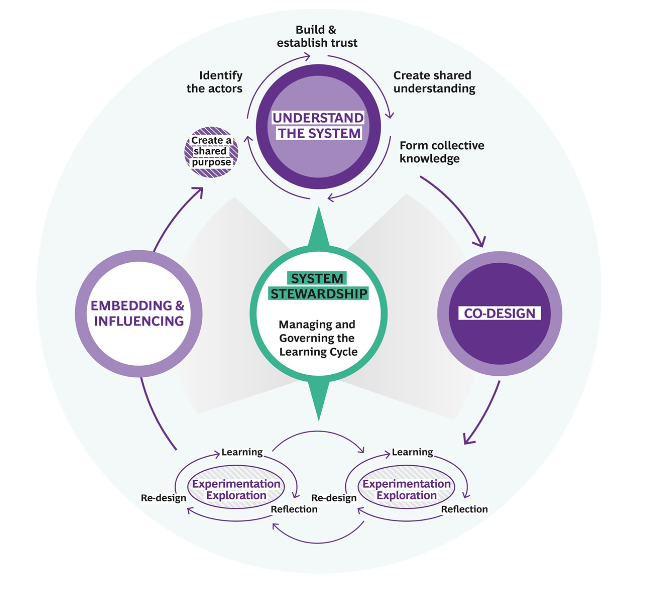 Build &
establish trust
Identify
the actors
Create shared
understanding
UNDERSTAND
THE SYSTEM
Create a
shared
purpose
Form collective
knowledge
SYSTEM
STEWARDSHIP
Managing and
Governing the
Learning Cycle
EMBEDDING &
INFLUENCING
CO-DESIGN
Learning
Experimentation
Exploration
Re-design
Reflection
Learning
Experimentation
Exploration
Re-design
Reflection